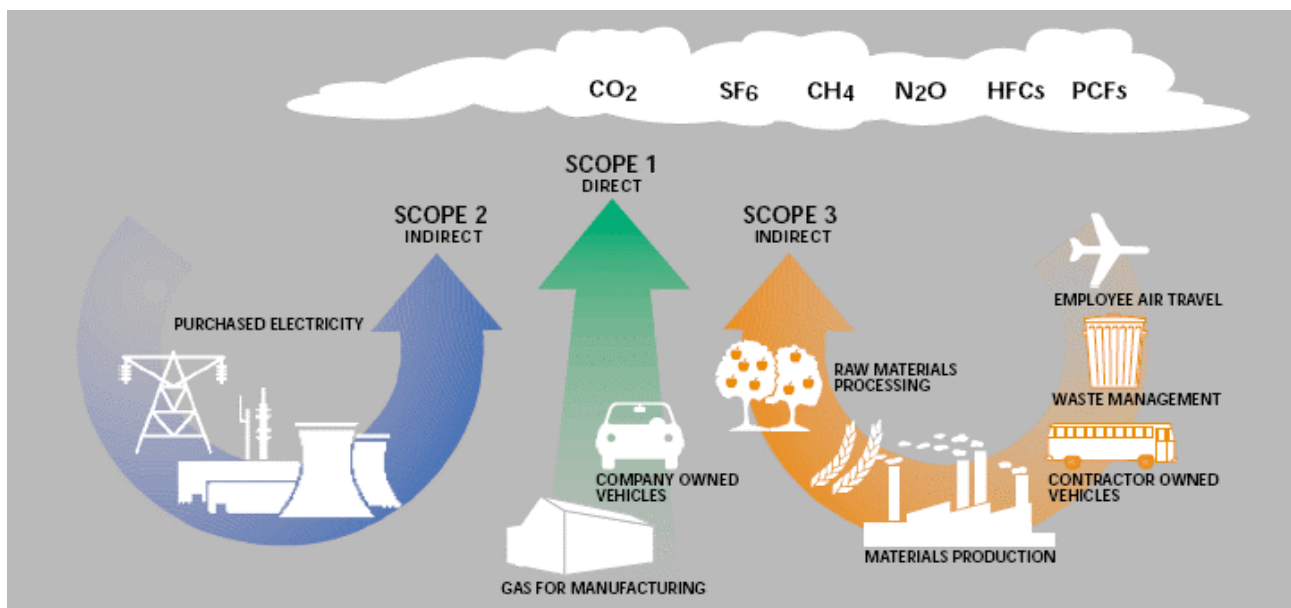 CO2 SF6 CH4 N2O HFCs PCFs
SCOPE 1
DIRECT
SCOPE 2
INDIRECT
SCOPE 3
INDIRECT
PURCHASED ELECTRICITY
COMPANY OWNED
VEHICLES
GAS FOR MANUFACTURING
RAW MATERIALS
PROCESSING
MATERIALS PRODUCTION
EMPLOYEE AIR TRAVEL
WASTE MANAGEMENT
CONTRACTOR OWNED
VEHICLES